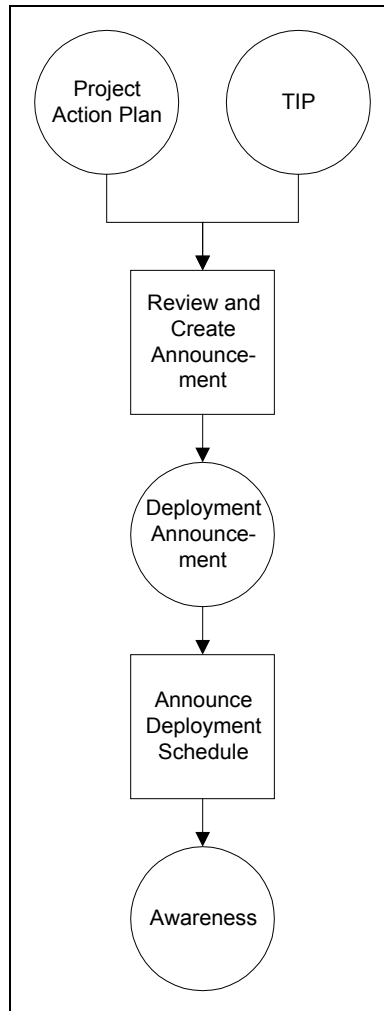 Project
Action Plan
TIP
Review and
Create
Announce-
ment
Deployment
Announce-
ment
Announce
Deployment
Schedule
Awareness